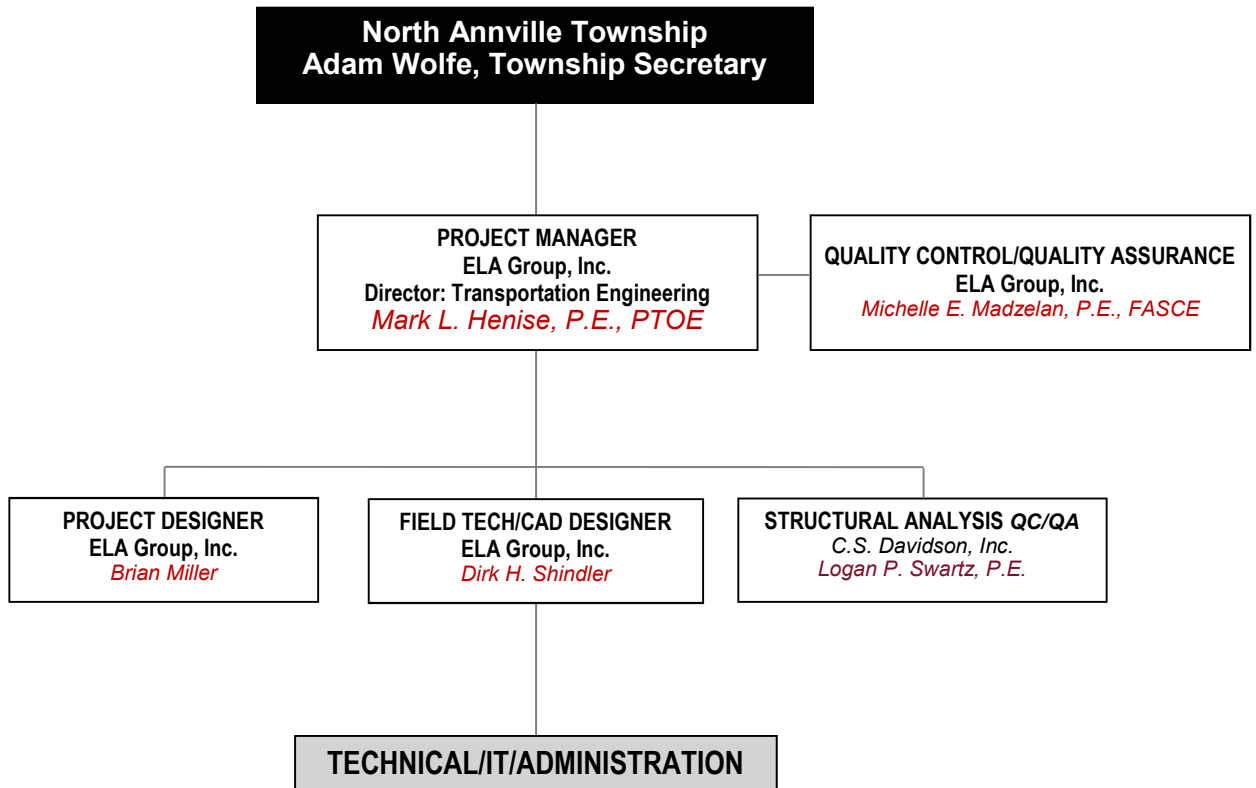 North Annville Township
Adam Wolfe, Township Secretary
PROJECT MANAGER
ELA Group, Inc.
Director: Transportation Engineering
Mark L. Henise, P.E., PTOE
QUALITY CONTROL/QUALITY ASSURANCE
ELA Group, Inc.
Michelle E. Madzelan, P.E., FASCE
PROJECT DESIGNER
ELA Group, Inc.
Brian Miller
FIELD TECH/CAD DESIGNER
ELA Group, Inc.
Dirk H. Shindler
STRUCTURAL ANALYSIS QC/QA
C.S. Davidson, Inc.
Logan P. Swartz, P.E.
TECHNICAL/IT/ADMINISTRATION